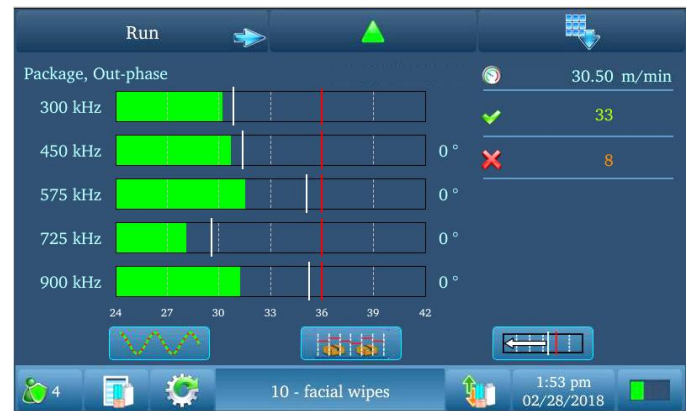 Run
Package, Out-phase
300 kHz
450 kHz 0 °
575 kHz 0 °
725 kHz 0 °
900 kHz 0 °
24 27 30 33 36 39 42
30.50 m/min
33
8
4
10 - facial wipes
1:53 pm
02/28/2018